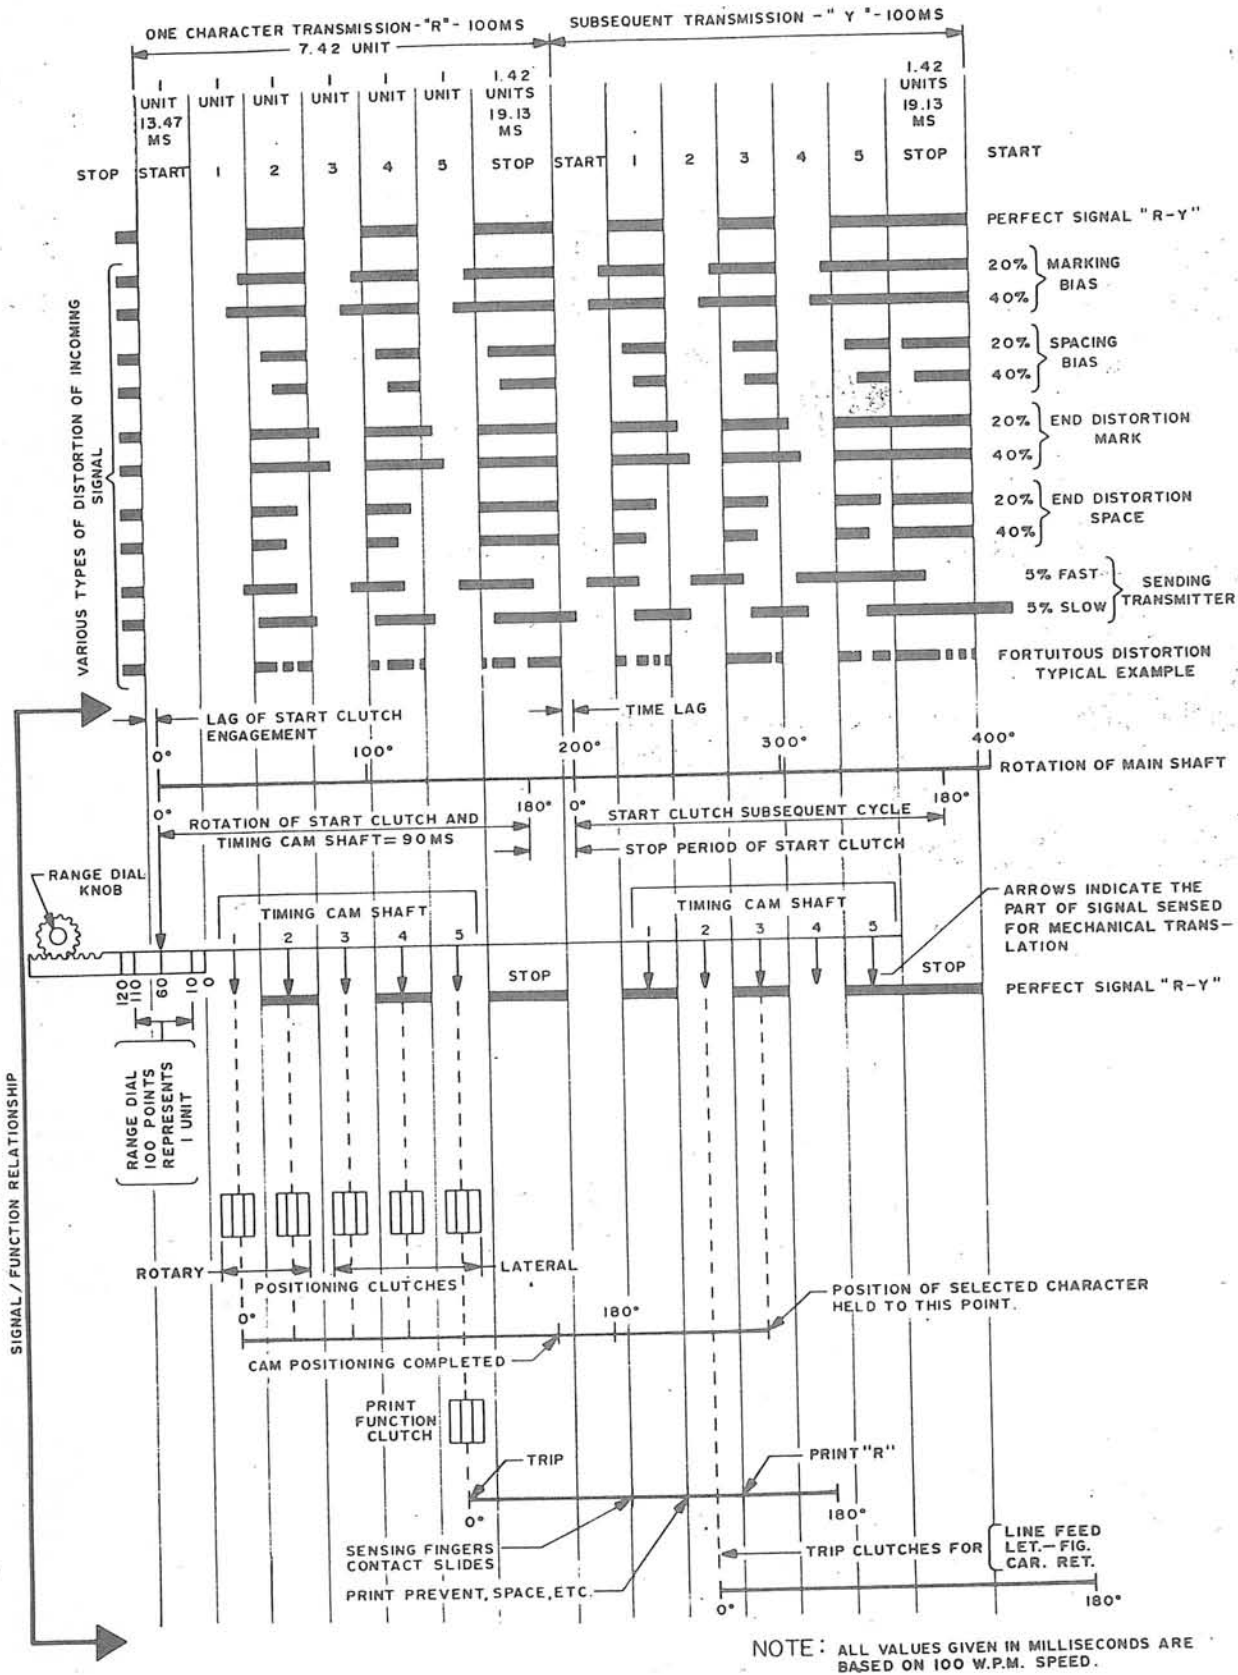 ONE CHARACTER TRANSMISSION-"R"- 100MS
7.42 UNIT
SUBSEQUENT TRANSMISSION -" Y "-100MS
1
UNIT
13.47
MS
1
UNIT
1
UNIT
1
UNIT
1
UNIT
1
UNIT
1.42
UNITS
19.13
MS
1.42
UNITS
19.13
MS
STOP START 1 2 3 4 5 STOP START 1 2 3 4 5 STOP START
PERFECT SIGNAL "R-Y"
20%
40%
MARKING
BIAS
20%
40%
SPACING
BIAS
20%
40%
END DISTORTION
MARK
20%
40%
END DISTORTION
SPACE
5% FAST
5% SLOW
SENDING
TRANSMITTER
FORTUITOUS DISTORTION
TYPICAL EXAMPLE
VARIOUS TYPES OF DISTORTION OF INCOMING
SIGNAL
LAG OF START CLUTCH
ENGAGEMENT
TIME LAG
0° 100° 200° 300° 400°
ROTATION OF MAIN SHAFT
0° 180° 0° 180°
ROTATION OF START CLUTCH AND
TIMING CAM SHAFT=90MS
START CLUTCH SUBSEQUENT CYCLE
STOP PERIOD OF START CLUTCH
RANGE DIAL
KNOB
TIMING CAM SHAFT
2 3 4 5
STOP
TIMING CAM SHAFT
1 2 3 4 5
STOP
ARROWS INDICATE THE
PART OF SIGNAL SENSED
FOR MECHANICAL TRANS-
LATION
PERFECT SIGNAL "R-Y"
120 110 60 10 0
RANGE DIAL
100 POINTS
REPRESENTS
1 UNIT
SIGNAL/FUNCTION RELATIONSHIP
ROTARY
POSITIONING CLUTCHES
LATERAL
0° 180°
POSITION OF SELECTED CHARACTER
HELD TO THIS POINT.
CAM POSITIONING COMPLETED
PRINT
FUNCTION
CLUTCH
TRIP
PRINT "R"
0° 180°
SENSING FINGERS
CONTACT SLIDES
PRINT PREVENT, SPACE, ETC.
TRIP CLUTCHES FOR
LINE FEED
LET.-FIG.
CAR. RET.
0° 180°
NOTE: ALL VALUES GIVEN IN MILLISECONDS ARE
BASED ON 100 W.P.M. SPEED.